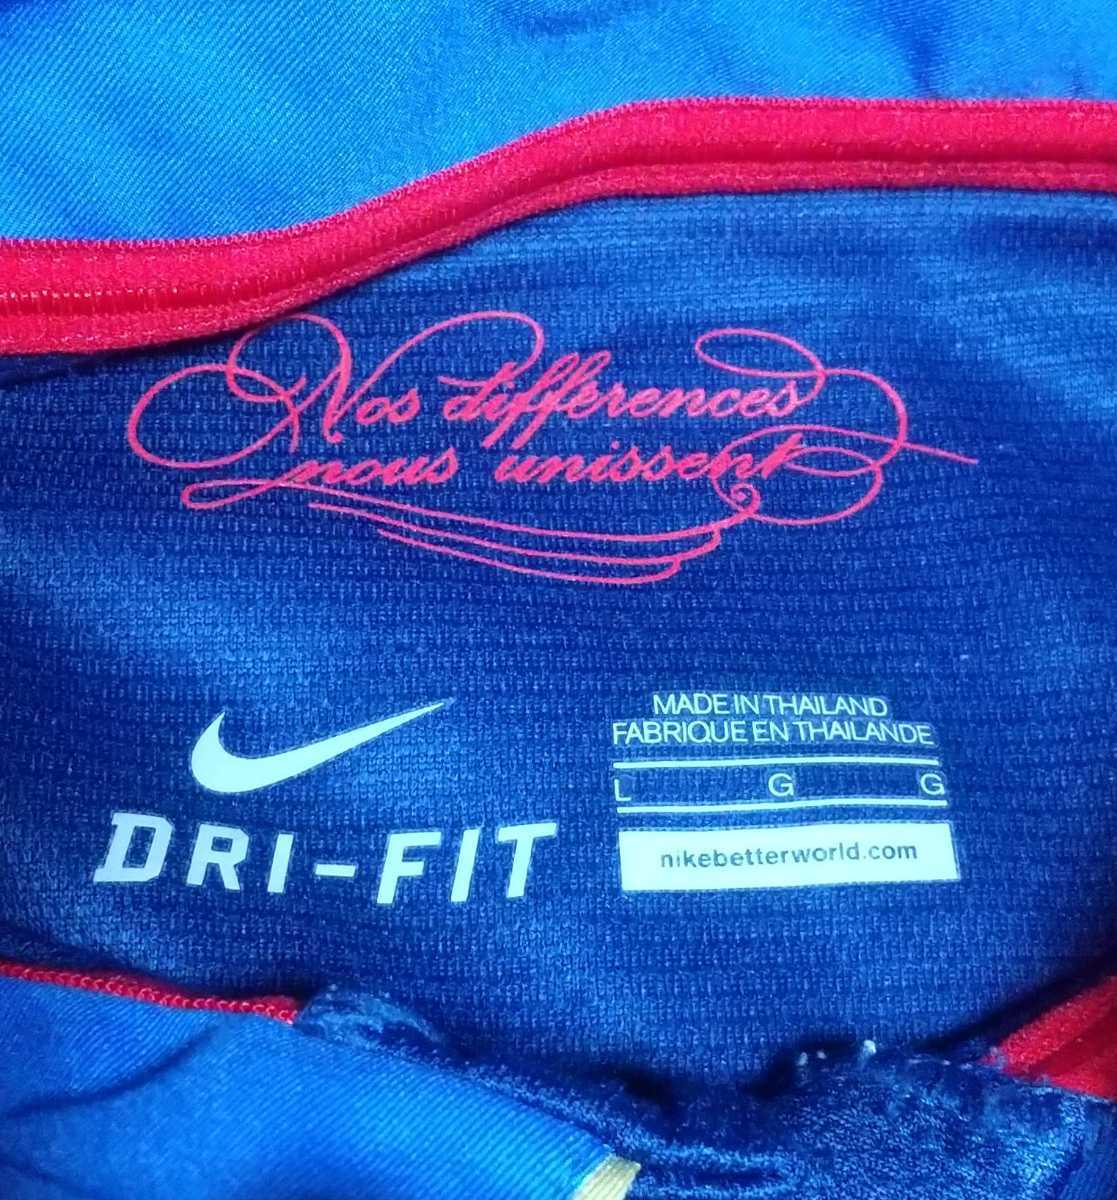 Nos différences
nous unissent
MADE IN THAILAND
FABRIQUE EN THAILANDE
L G G
nikebetterworld.com
DRI-FIT